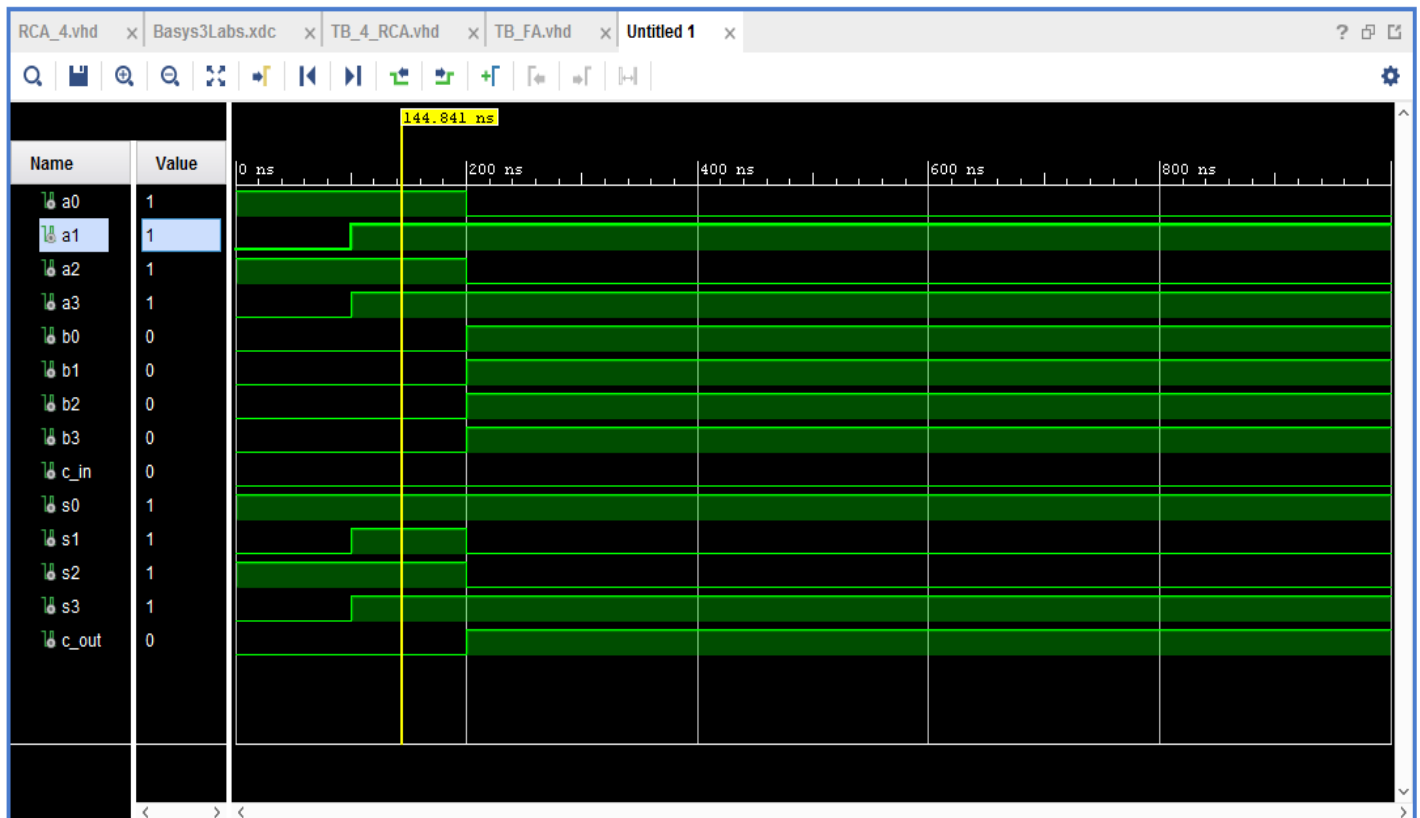 RCA_4.vhd x Basys3Labs.xdc x TB_4_RCA.vhd x TB_FA.vhd x Untitled 1 x ?
144.841 ns
Name Value 0 ns 200 ns 400 ns 600 ns 800 ns
a0 1
a1 1
a2 1
a3 1
b0 0
b1 0
b2 0
b3 0
c_in 0
s0 1
s1 1
s2 1
s3 1
c_out 0